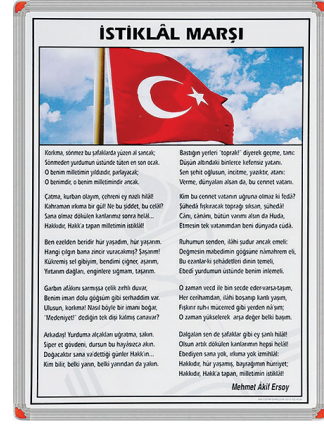 İSTİKLÂL MARŞI
Korkma, sönmez bu şafaklarda yüzen al sancak;
Sönmeden yurdumun üstünde tüten en son ocak.
O benim milletimin yıldızıdır, parlayacak;
O benimdir, o benim milletimindir ancak.
Çatma, kurban olayım, çehreni ey nazlı hilâl!
Kahraman ırkıma bir gül! Ne bu şiddet, bu celâl?
Sana olmaz dökülen kanlarımız sonra helâl...
Hakkıdır, Hakk'a tapan milletimin istiklâl!
Ben ezelden beridir hür yaşadım, hür yaşarım.
Hangi çılgın bana zincir vuracakmış? Şaşarım!
Kükremiş sel gibiyim, bendimi çiğner, aşarım,
Yırtarım dağları, enginlere sığmam, taşarım.
Garbın âfâkını sarmışsa çelik zırhlı duvar,
Benim iman dolu göğsüm gibi serhaddim var.
Ulusun, korkma! Nasıl böyle bir imanı boğar,
'Medeniyet!' dediğin tek dişi kalmış canavar?
Arkadaş! Yurduma alçakları uğratma, sakın.
Siper et gövdeni, dursun bu hayâsızca akın.
Doğacaktır sana va'dettiği günler Hakk'ın...
Kim bilir, belki yarın, belki yarından da yakın.
Bastığın yerleri 'toprak!' diyerek geçme, tanı:
Düşün altındaki binlerce kefensiz yatanı.
Sen şehit oğlusun, incitme, yazıktır, atanı:
Verme, dünyaları alsan da, bu cennet vatanı.
Kim bu cennet vatanın uğruna olmaz ki fedâ?
Şühedâ fışkıracak toprağı sıksan, şühedâ!
Cânı, cânânı, bütün varımı alsın da Huda,
Etmesin tek vatanımdan beni dünyada cüdâ.
Ruhumun senden, ilâhi şudur ancak emeli:
Değmesin mabedimin göğsüne nâmahrem eli,
Bu ezanlar-ki şehadetleri dinin temeli,
Ebedî yurdumun üstünde benim inlemeli.
O zaman vecd ile bin secde eder-varsa-taşım,
Her cerihamdan, ilâhi boşanıp kanlı yaşım,
Fışkırır ruh-ı mücerred gibi yerden na'şım;
O zaman yükselerek arşa değer belki başım.
Dalgalan sen de şafaklar gibi ey şanlı hilâl!
Olsun artık dökülen kanlarımın hepsi helâl!
Ebediyen sana yok, ırkıma yok izmihlâl:
Hakkıdır, hür yaşamış, bayrağımın hürriyet;
Hakkıdır, Hakk'a tapan, milletimin istiklâl!
Mehmet Âkif Ersoy